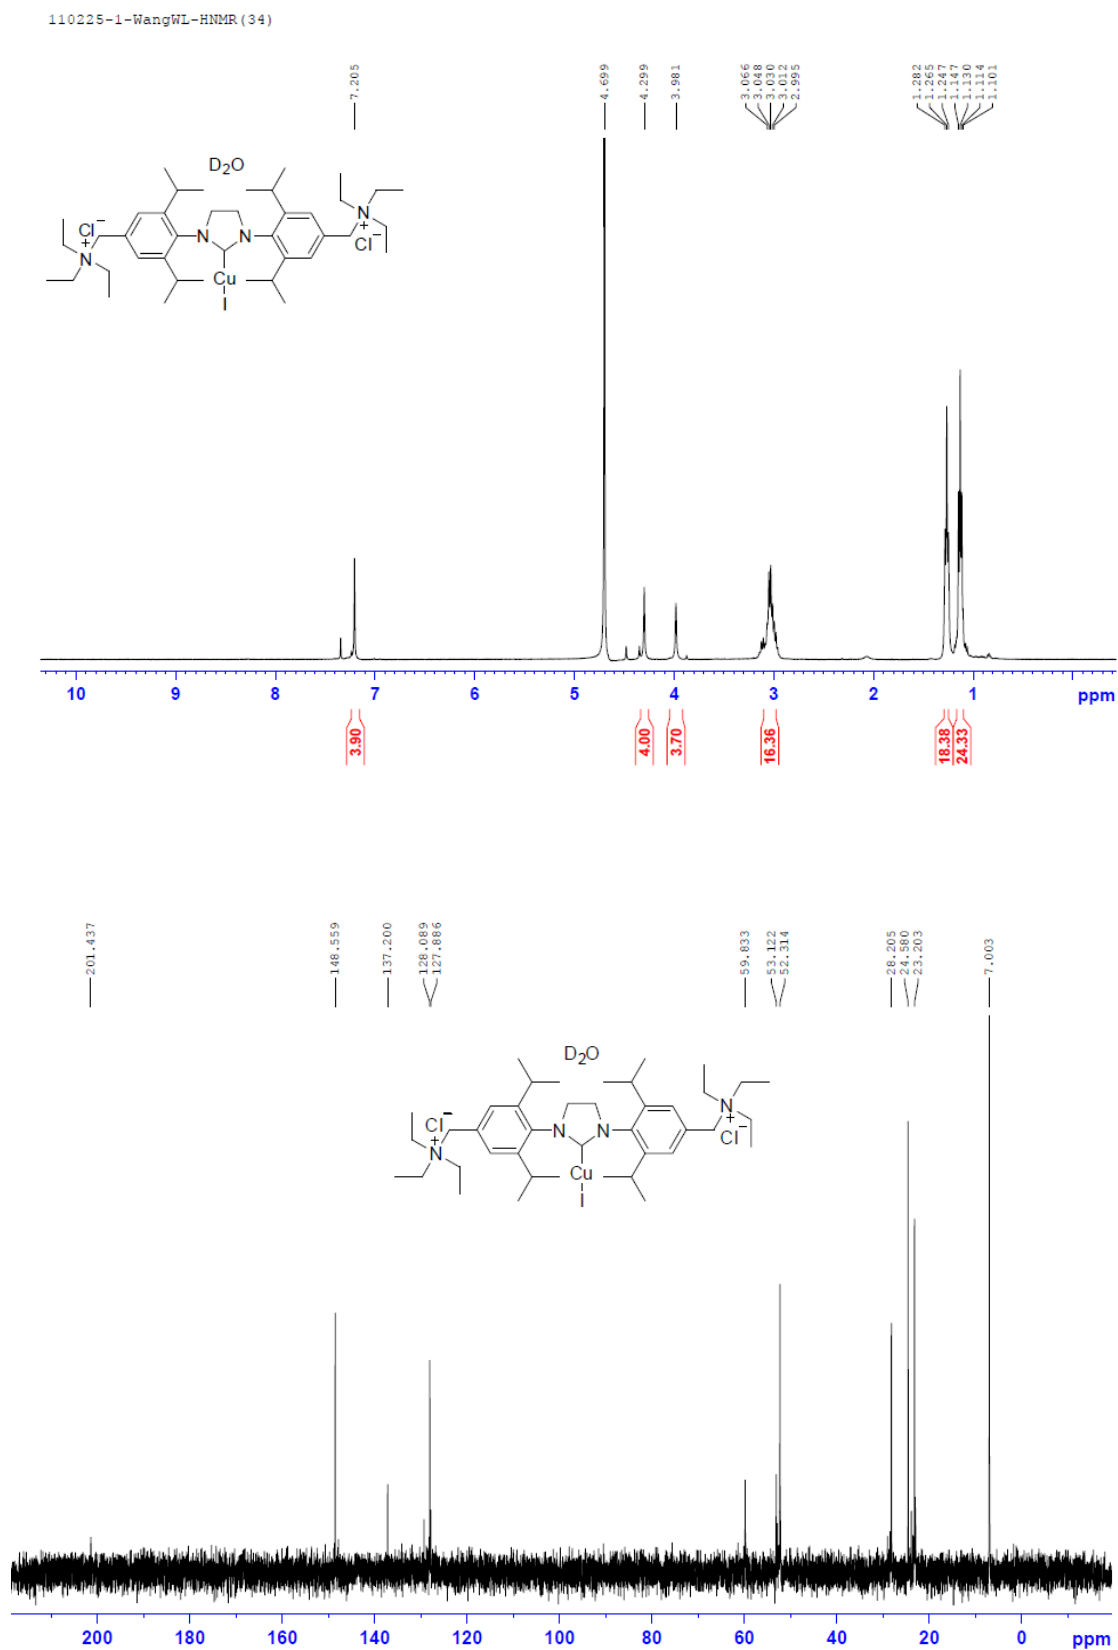 110225-1-WangWL-HNMR(34)
7.205
4.699
4.299
3.981
3.066
3.048
3.030
3.012
2.995
1.282
1.265
1.247
1.147
1.130
1.114
1.101
D2O
N
+
Cl−
N
N
Cl−
+
N
Cu
I
10 9 8 7 6 5 4 3 2 1 ppm
3.90
4.00
3.70
16.36
18.38
24.33
201.437
148.559
137.200
128.089
127.886
59.833
53.122
52.314
28.205
24.580
23.203
7.003
D2O
N
+
Cl−
N
N
Cl−
+
N
Cu
I
200 180 160 140 120 100 80 60 40 20 0 ppm